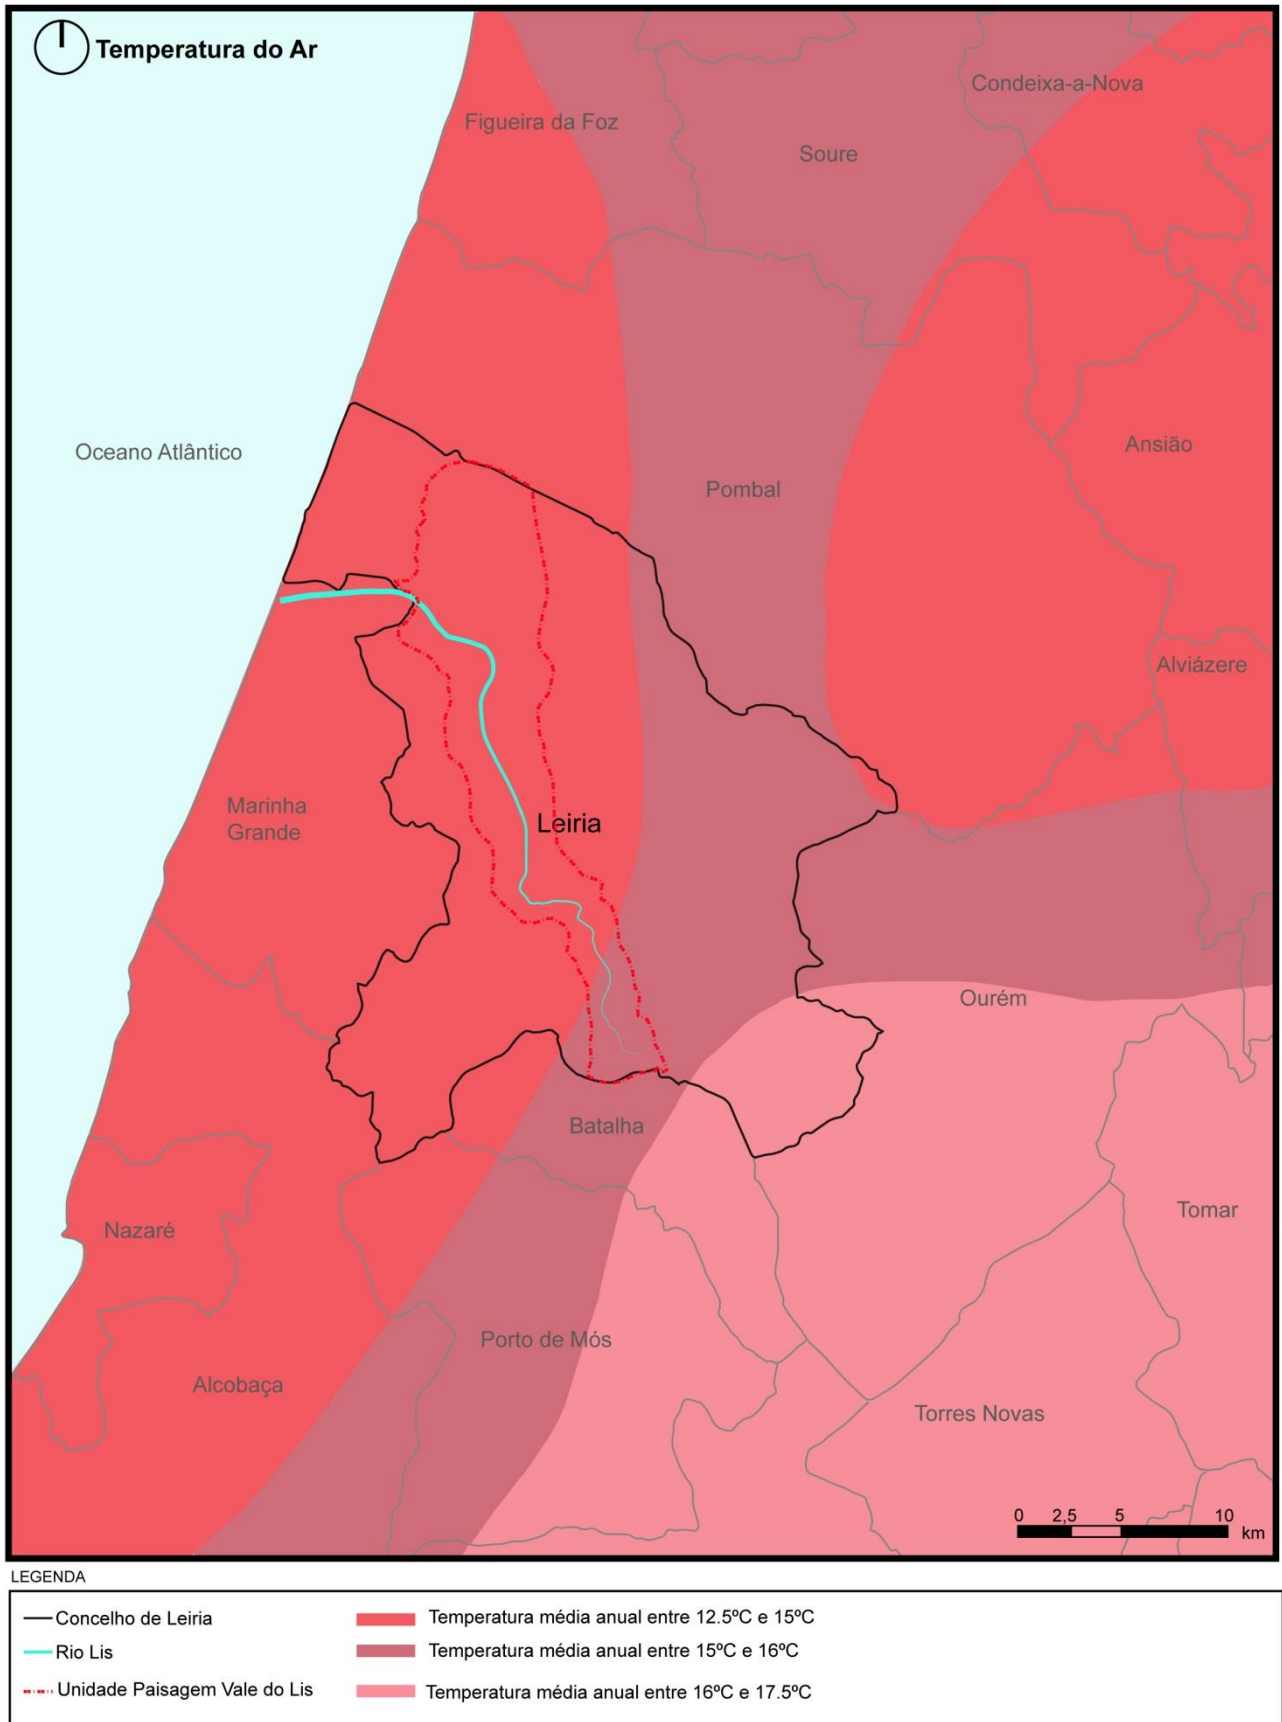 Temperatura do Ar
Condeixa-a-Nova
Figueira da Foz
Soure
Oceano Atlântico
Ansião
Pombal
Alviázere
Marinha
Grande
Leiria
Ourém
Batalha
Tomar
Nazaré
Porto de Mós
Alcobaça
Torres Novas
0 2,5 5 10
km
LEGENDA
Concelho de Leiria
Temperatura média anual entre 12.5ºC e 15ºC
Rio Lis
Temperatura média anual entre 15ºC e 16ºC
Unidade Paisagem Vale do Lis
Temperatura média anual entre 16ºC e 17.5ºC